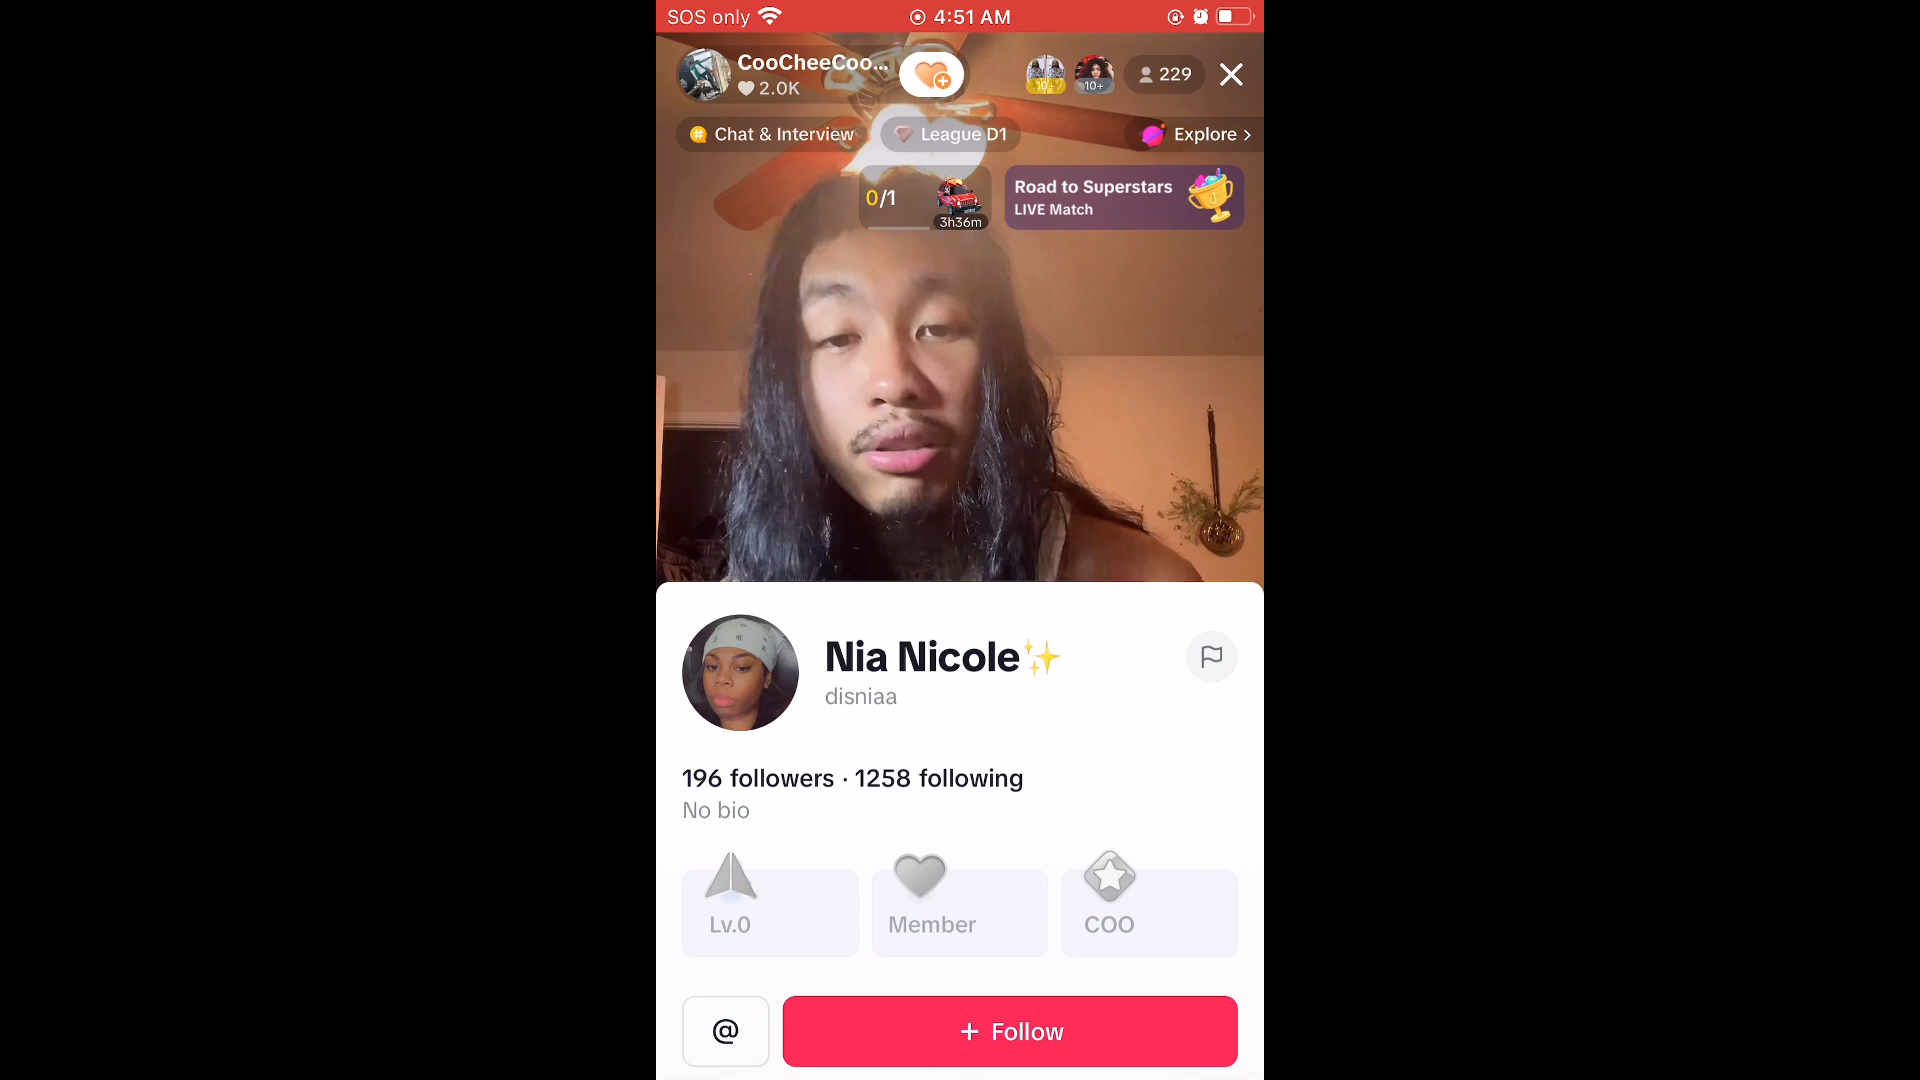 SOS only 4:51 AM
CooCheeCoo...
2.0K
10+
10+
229
Chat & Interview
League D1
Explore >
0/1
3h36m
Road to Superstars
LIVE Match
Nia Nicole✨
disniaa
196 followers · 1258 following
No bio
Lv.0
Member
COO
@
+ Follow